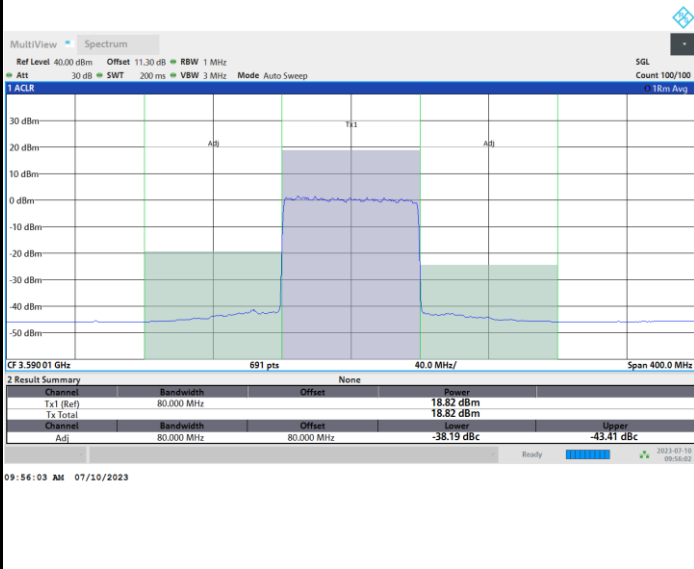 MultiView Spectrum
Ref Level 40.00 dBm Offset 11.30 dB RBW 1 MHz SGL
Att 30 dB SWT 200 ms VBW 3 MHz Mode Auto Sweep Count 100/100
1 ACLR 1Rm Avg
30 dBm
Tx1
20 dBm
Adj Adj
10 dBm
0 dBm
-10 dBm
-20 dBm
-30 dBm
-40 dBm
-50 dBm
CF 3.590 01 GHz 691 pts 40.0 MHz/ Span 400.0 MHz
2 Result Summary None
Channel Bandwidth Offset Power
Tx1 (Ref) 80.000 MHz 18.82 dBm
Tx Total 18.82 dBm
Channel Bandwidth Offset Lower Upper
Adj 80.000 MHz 80.000 MHz -38.19 dBc -43.41 dBc
Ready 2023-07-10
09:56:02
09:56:03 AM 07/10/2023